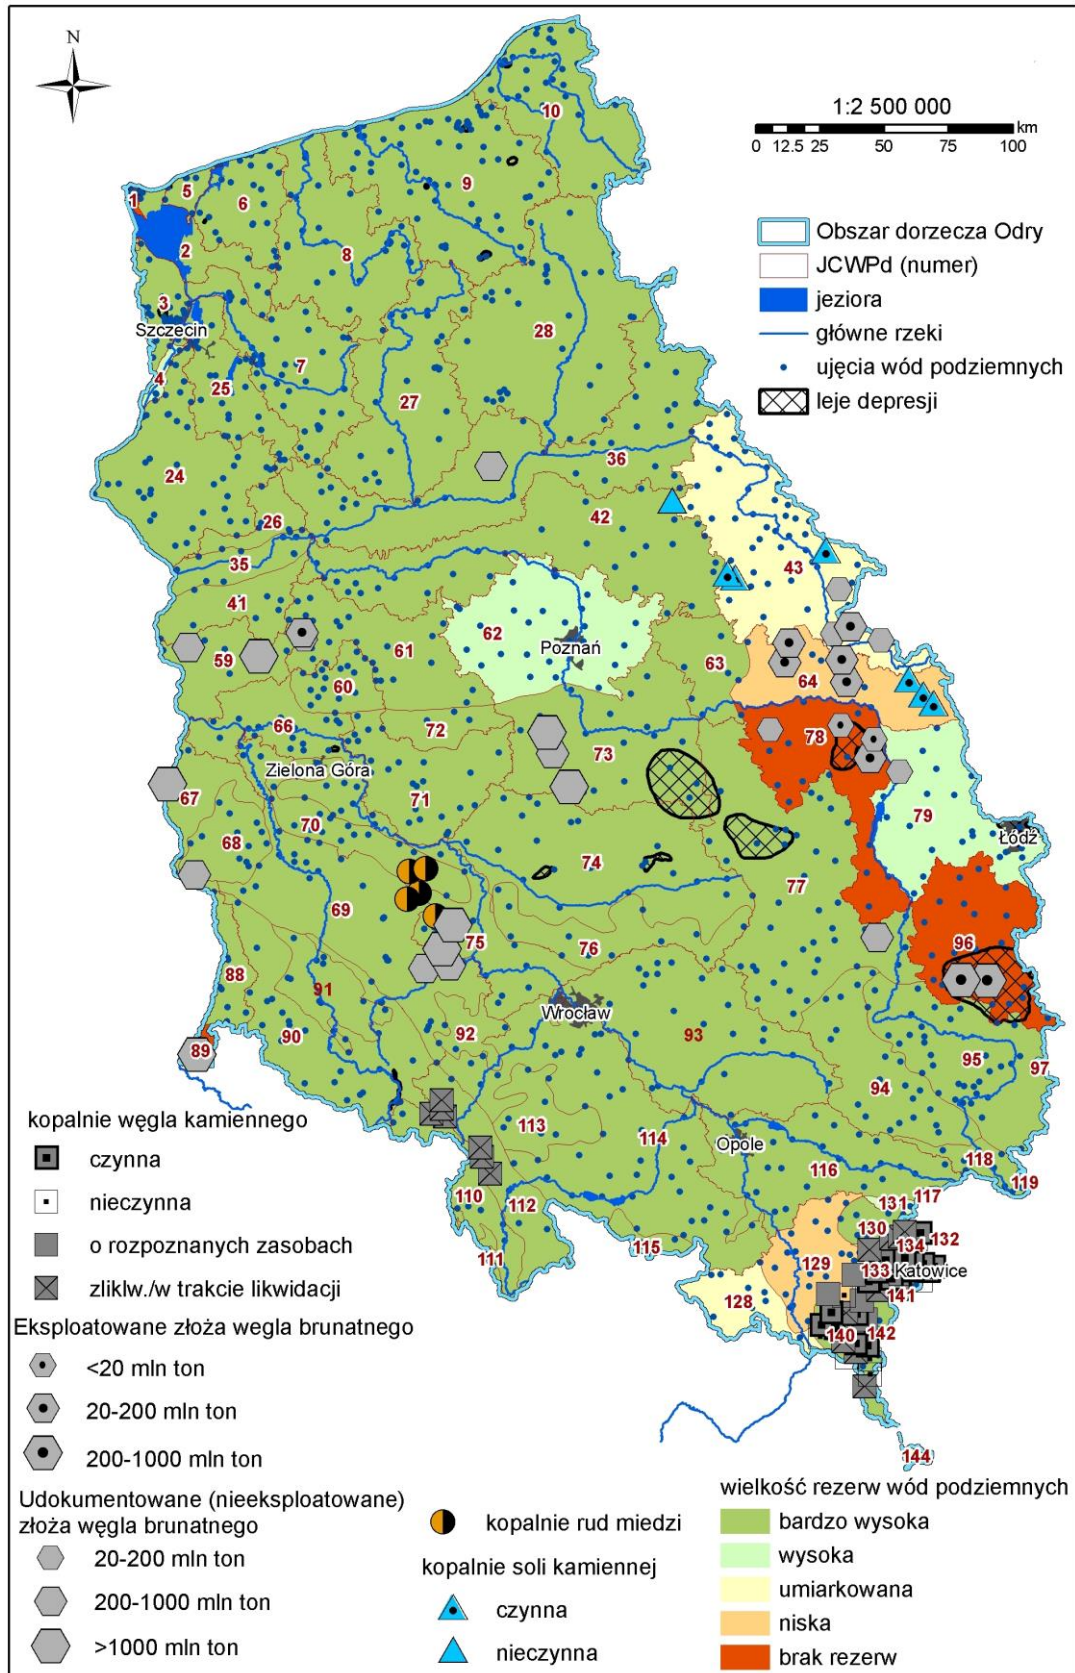 N
1:2 500 000
km
0 12.5 25 50 75 100
Obszar dorzecza Odry
JCWPd (numer)
jeziora
główne rzeki
ujęcia wód podziemnych
leje depresji
10
9
1
5
6
2
8
3
Szczecin
28
4
25
7
27
24
36
26
42
35
43
41
62
Poznań
59
61
63
64
60
66
72
73
78
Zielona Góra
67
71
79
70
Łódź
68
74
77
69
75
76
96
88
91
Wrocław
90
92
93
89
95
97
94
113
114
Opole
118
116
119
110
112
131
117
111
115
130
132
134
129
133
Katowice
128
141
140
142
144
kopalnie węgla kamiennego
czynna
nieczynna
o rozpoznanych zasobach
zlikw./w trakcie likwidacji
Eksploatowane złoża wegla brunatnego
<20 mln ton
20-200 mln ton
200-1000 mln ton
Udokumentowane (nieeksploatowane)
złoża węgla brunatnego
20-200 mln ton
200-1000 mln ton
>1000 mln ton
kopalnie rud miedzi
kopalnie soli kamiennej
czynna
nieczynna
wielkość rezerw wód podziemnych
bardzo wysoka
wysoka
umiarkowana
niska
brak rezerw